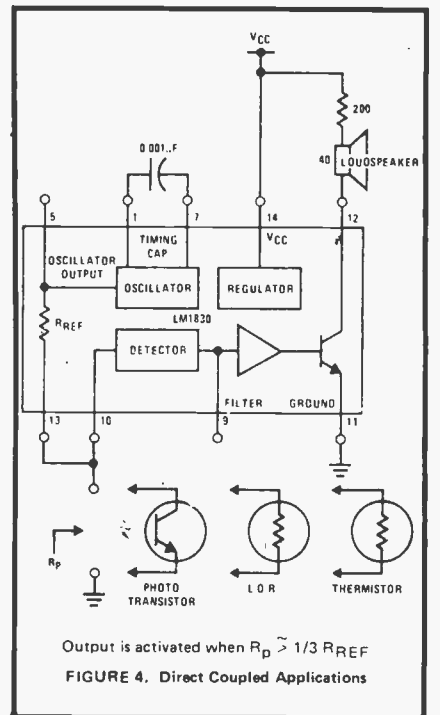 VCC
200
0.001..F
40 LOUDSPEAKER
5
1
7
14
12
TIMING CAP
VCC
OSCILLATOR OUTPUT
OSCILLATOR
REGULATOR
RREF
LM1830
DETECTOR
FILTER
GROUND
13
10
9
11
Rp
PHOTO TRANSISTOR
L O R
THERMISTOR
Output is activated when Rp ~> 1/3 RREF
FIGURE 4. Direct Coupled Applications